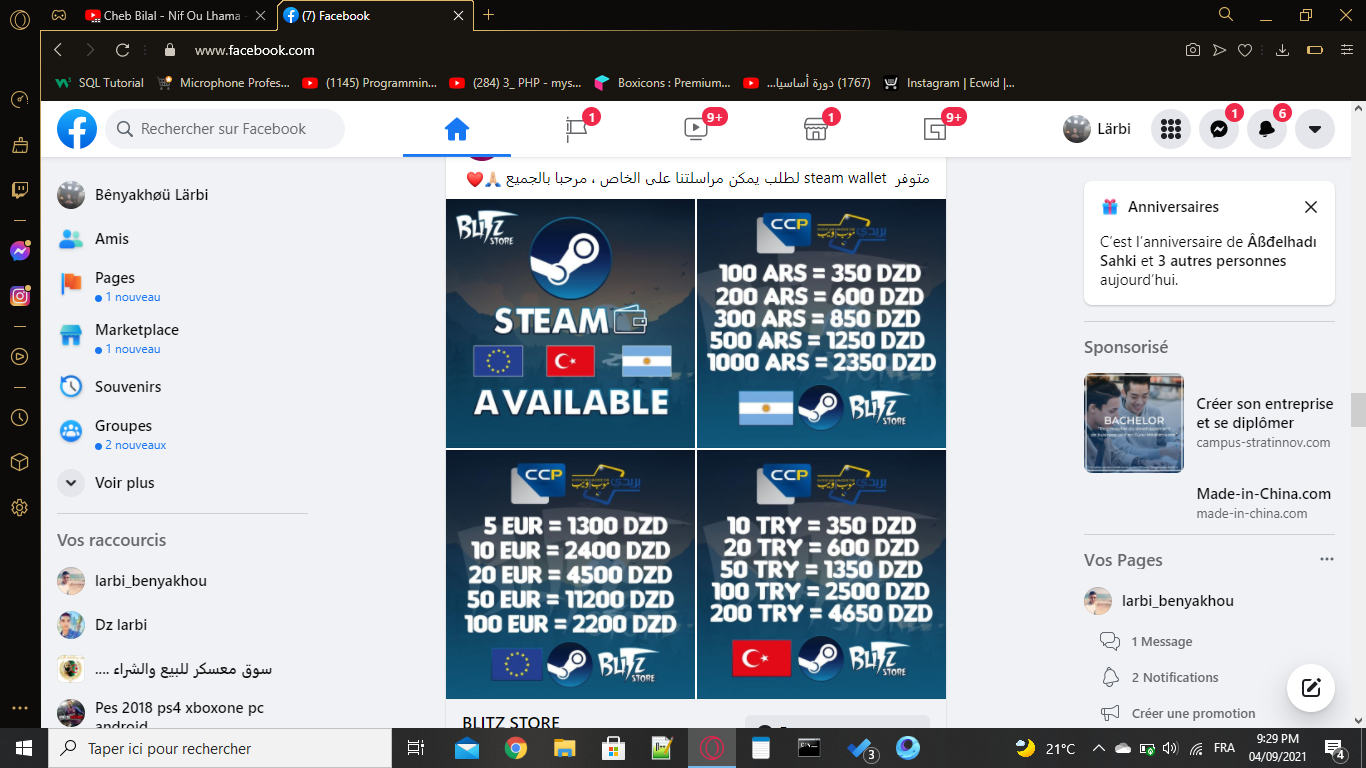 Cheb Bilal - Nif Ou Lhama -
(7) Facebook
www.facebook.com
SQL Tutorial
Microphone Profes...
(1145) Programmin...
(284) 3_ PHP - mys...
Boxicons : Premium...
(1767) دورة أساسيا...
Instagram | Ecwid |...
Rechercher sur Facebook
1
9+
1
9+
Lärbi
1
6
Bênyakhøü Lärbi
Amis
Pages
1 nouveau
Marketplace
1 nouveau
Souvenirs
Groupes
2 nouveaux
Voir plus
Vos raccourcis
larbi_benyakhou
Dz larbi
سوق معسكر للبيع والشراء ....
Pes 2018 ps4 xboxone pc
android
متوفر steam wallet لطلب يمكن مراسلتنا على الخاص ، مرحبا بالجميع 🙏🏻❤️
BLITZ
STORE
STEAM
AVAILABLE
CCP
بريدي
موب ويب
100 ARS = 350 DZD
200 ARS = 600 DZD
300 ARS = 850 DZD
500 ARS = 1250 DZD
1000 ARS = 2350 DZD
BLITZ
STORE
CCP
بريدي
موب ويب
5 EUR = 1300 DZD
10 EUR = 2400 DZD
20 EUR = 4500 DZD
50 EUR = 11200 DZD
100 EUR = 2200 DZD
BLITZ
STORE
CCP
بريدي
موب ويب
10 TRY = 350 DZD
20 TRY = 600 DZD
50 TRY = 1350 DZD
100 TRY = 2500 DZD
200 TRY = 4650 DZD
BLITZ
STORE
BLITZ STORE
Anniversaires
C'est l'anniversaire de Âßđelhadı
Sahki et 3 autres personnes
aujourd'hui.
Sponsorisé
BACHELOR
Créer son entreprise
et se diplômer
campus-stratinnov.com
Made-in-China.com
made-in-china.com
Vos Pages
larbi_benyakhou
1 Message
2 Notifications
Créer une promotion
Taper ici pour rechercher
3
21°C
FRA
9:29 PM
04/09/2021
4